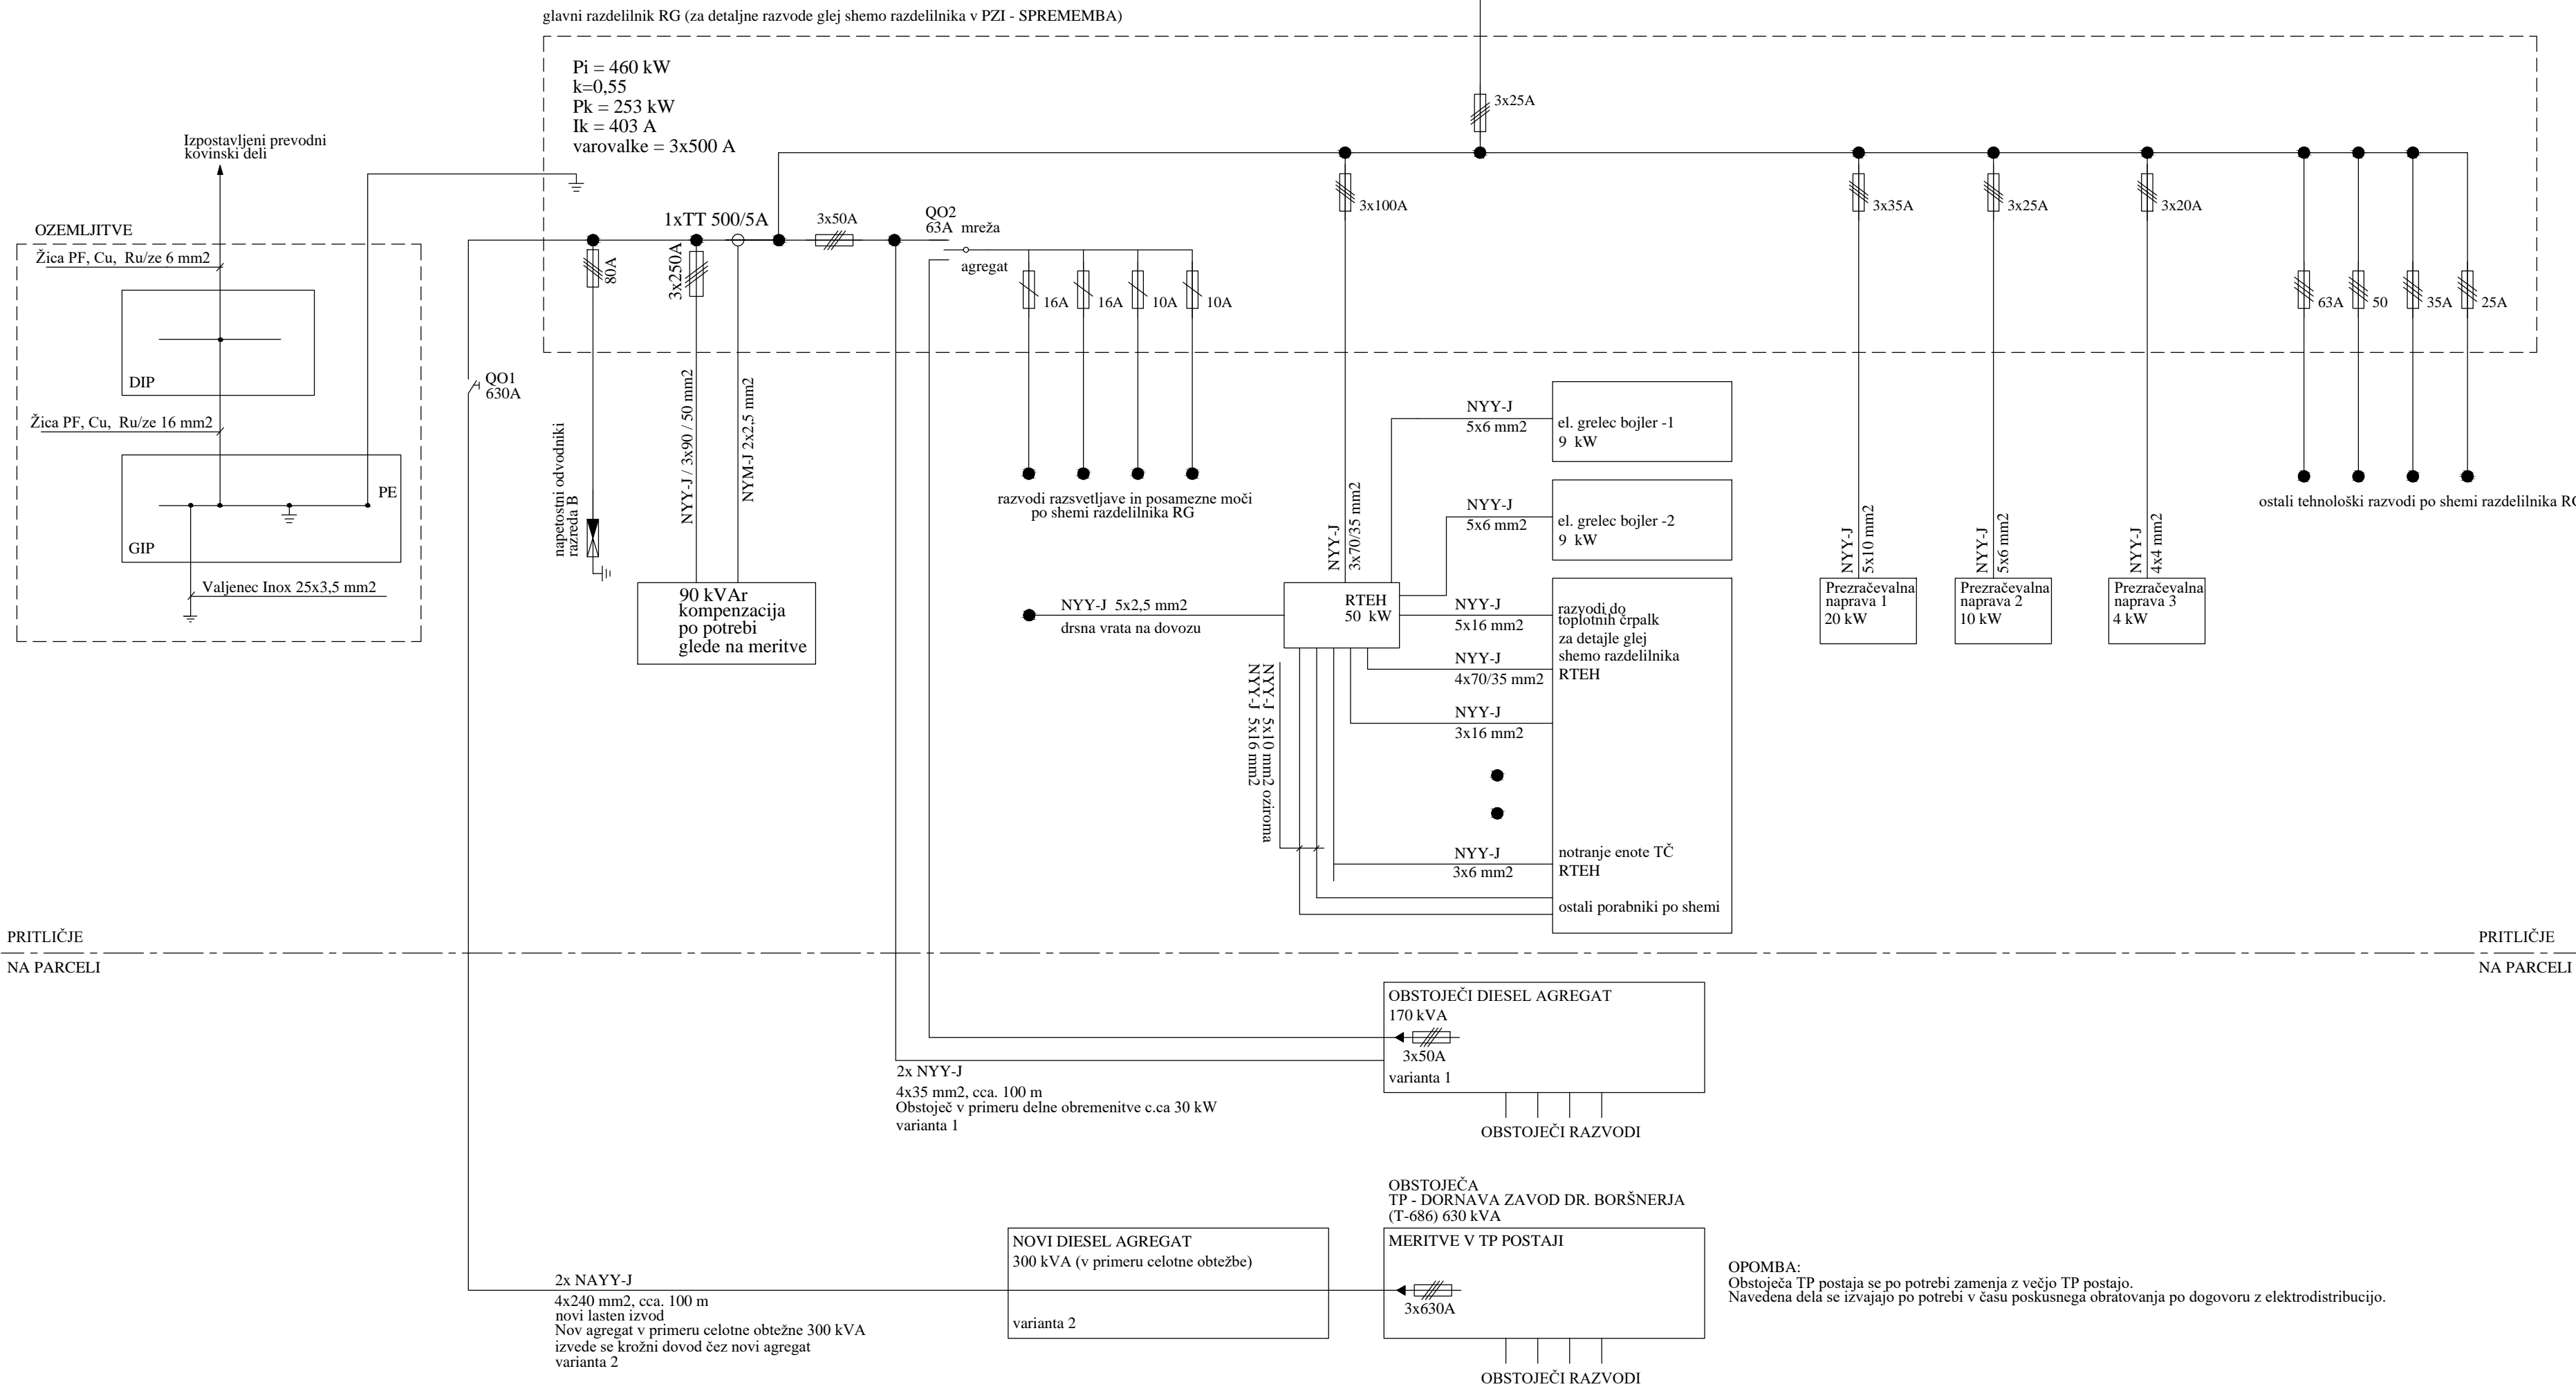 glavni razdelilnik RG (za detaljne razvode glej shemo razdelilnika v PZI - SPREMEMBA)
Pi = 460 kW
k=0,55
Pk = 253 kW
Ik = 403 A
varovalke = 3x500 A
3x25A
Izpostavljeni prevodni
kovinski deli
OZEMLJITVE
Žica PF, Cu, Ru/ze 6 mm2
DIP
Žica PF, Cu, Ru/ze 16 mm2
PE
GIP
Valjenec Inox 25x3,5 mm2
QO1
630A
80A
napetostni odvodniki
razreda B
1xTT 500/5A
3x250A
NYY-J / 3x90 / 50 mm2
NYM-J 2x2,5 mm2
90 kVAr
kompenzacija
po potrebi
glede na meritve
3x50A
QO2
63A mreža
agregat
16A
16A
10A
10A
razvodi razsvetljave in posamezne moči
po shemi razdelilnika RG
3x100A
NYY-J
3x70/35 mm2
RTEH
50 kW
NYY-J 5x2,5 mm2
drsna vrata na dovozu
NYY-J
5x6 mm2
el. grelec bojler -1
9 kW
NYY-J
5x6 mm2
el. grelec bojler -2
9 kW
NYY-J
5x16 mm2
razvodi do
toplotnih črpalk
za detajle glej
shemo razdelilnika
RTEH
NYY-J
4x70/35 mm2
NYY-J
3x16 mm2
NYY-J 5x10 mm2 oziroma
NYY-J 5x16 mm2
NYY-J
3x6 mm2
notranje enote TČ
RTEH
ostali porabniki po shemi
3x35A
NYY-J
5x10 mm2
Prezračevalna
naprava 1
20 kW
3x25A
NYY-J
5x6 mm2
Prezračevalna
naprava 2
10 kW
3x20A
NYY-J
4x4 mm2
Prezračevalna
naprava 3
4 kW
63A
50
35A
25A
ostali tehnološki razvodi po shemi razdelilnika
PRITLIČJE
NA PARCELI
PRITLIČJE
NA PARCELI
OBSTOJEČI DIESEL AGREGAT
170 kVA
3x50A
varianta 1
OBSTOJEČI RAZVODI
2x NYY-J
4x35 mm2, cca. 100 m
Obstoječ v primeru delne obremenitve c.ca 30 kW
varianta 1
OBSTOJEČA
TP - DORNAVA ZAVOD DR. BORŠNERJA
(T-686) 630 kVA
MERITVE V TP POSTAJI
3x630A
OBSTOJEČI RAZVODI
NOVI DIESEL AGREGAT
300 kVA (v primeru celotne obtežbe)
varianta 2
2x NAYY-J
4x240 mm2, cca. 100 m
novi lasten izvod
Nov agregat v primeru celotne obtežne 300 kVA
izvede se krožni dovod čez novi agregat
varianta 2
OPOMBA:
Obstoječa TP postaja se po potrebi zamenja z večjo TP postajo.
Navedena dela se izvajajo po potrebi v času poskusnega obratovanja po dogovoru z elektrodistribucijo.